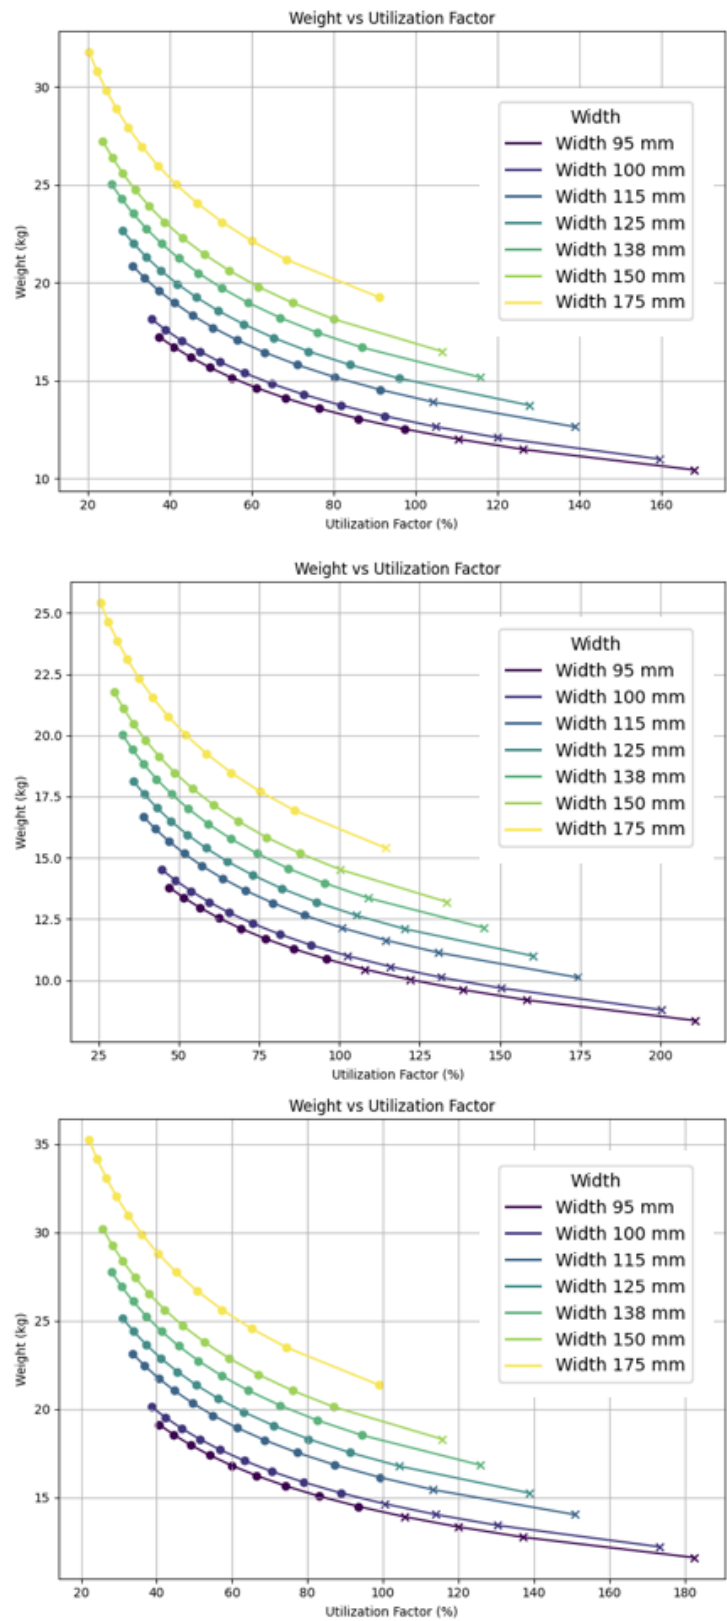 Weight vs Utilization Factor
Weight (kg)
30
25
20
15
10
Width
Width 95 mm
Width 100 mm
Width 115 mm
Width 125 mm
Width 138 mm
Width 150 mm
Width 175 mm
20 40 60 80 100 120 140 160
Utilization Factor (%)
Weight vs Utilization Factor
Weight (kg)
25.0
22.5
20.0
17.5
15.0
12.5
10.0
Width
Width 95 mm
Width 100 mm
Width 115 mm
Width 125 mm
Width 138 mm
Width 150 mm
Width 175 mm
25 50 75 100 125 150 175 200
Utilization Factor (%)
Weight vs Utilization Factor
Weight (kg)
35
30
25
20
15
Width
Width 95 mm
Width 100 mm
Width 115 mm
Width 125 mm
Width 138 mm
Width 150 mm
Width 175 mm
20 40 60 80 100 120 140 160 180
Utilization Factor (%)